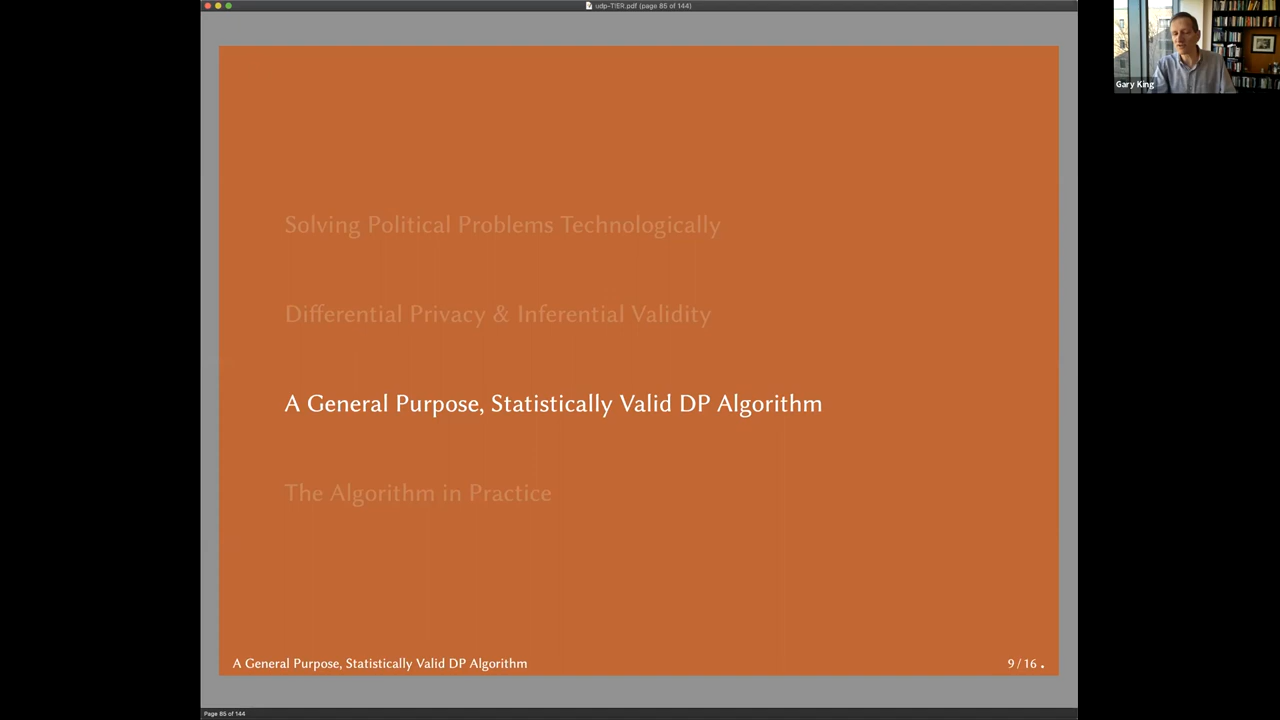 udp-TIER.pdf (page 85 of 144)
Gary King
Solving Political Problems Technologically
Differential Privacy & Inferential Validity
A General Purpose, Statistically Valid DP Algorithm
The Algorithm in Practice
A General Purpose, Statistically Valid DP Algorithm
9 / 16 .
Page 85 of 144